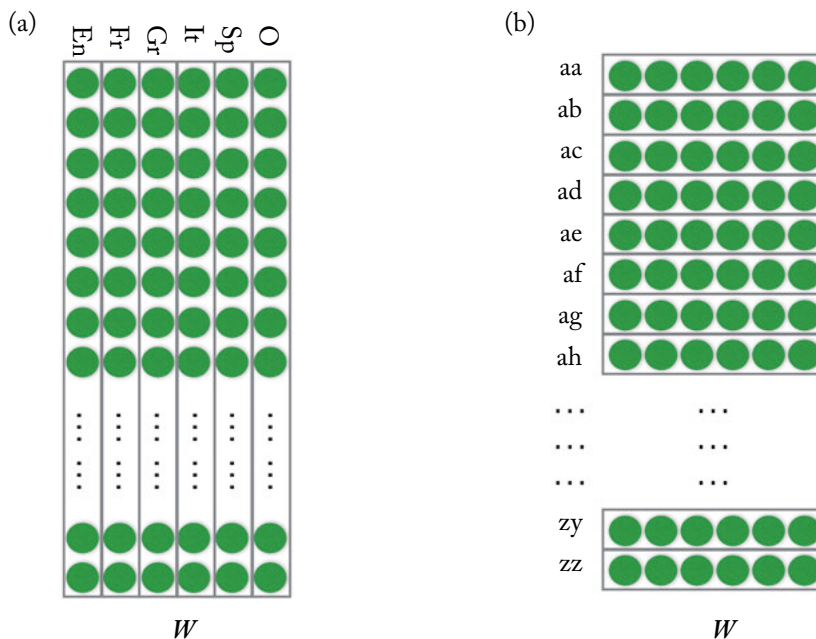 (a)
En Fr Gr It Sp O
W
(b)
aa
ab
ac
ad
ae
af
ag
ah
... ...
... ...
... ...
zy
zz
W